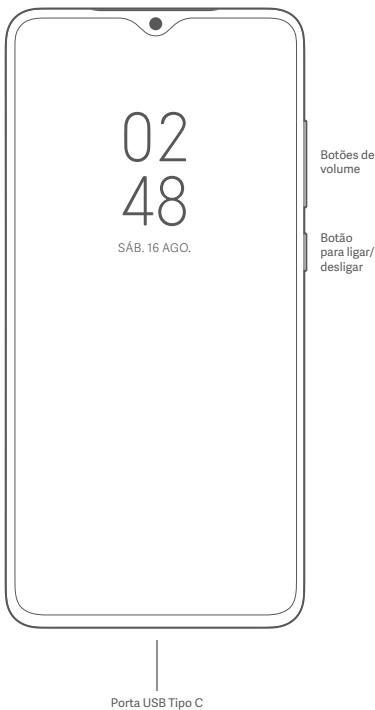 02
48
SÁB. 16 AGO.
Botões de
volume
Botão
para ligar/
desligar
Porta USB Tipo C